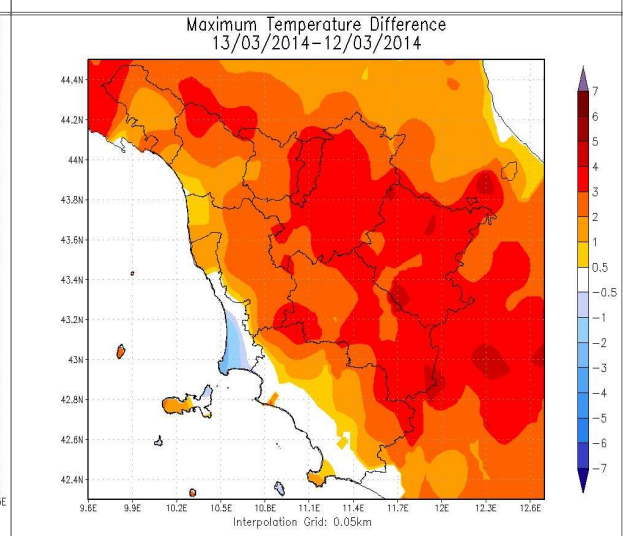 Maximum Temperature Difference
13/03/2014-12/03/2014
44.4N
44.2N
44N
43.8N
43.6N
43.4N
43.2N
43N
42.8N
42.6N
42.4N
9.6E 9.9E 10.2E 10.5E 10.8E 11.1E 11.4E 11.7E 12E 12.3E 12.6E
Interpolation Grid: 0.05km
7
6
5
4
3
2
1
0.5
-0.5
-1
-2
-3
-4
-5
-6
-7